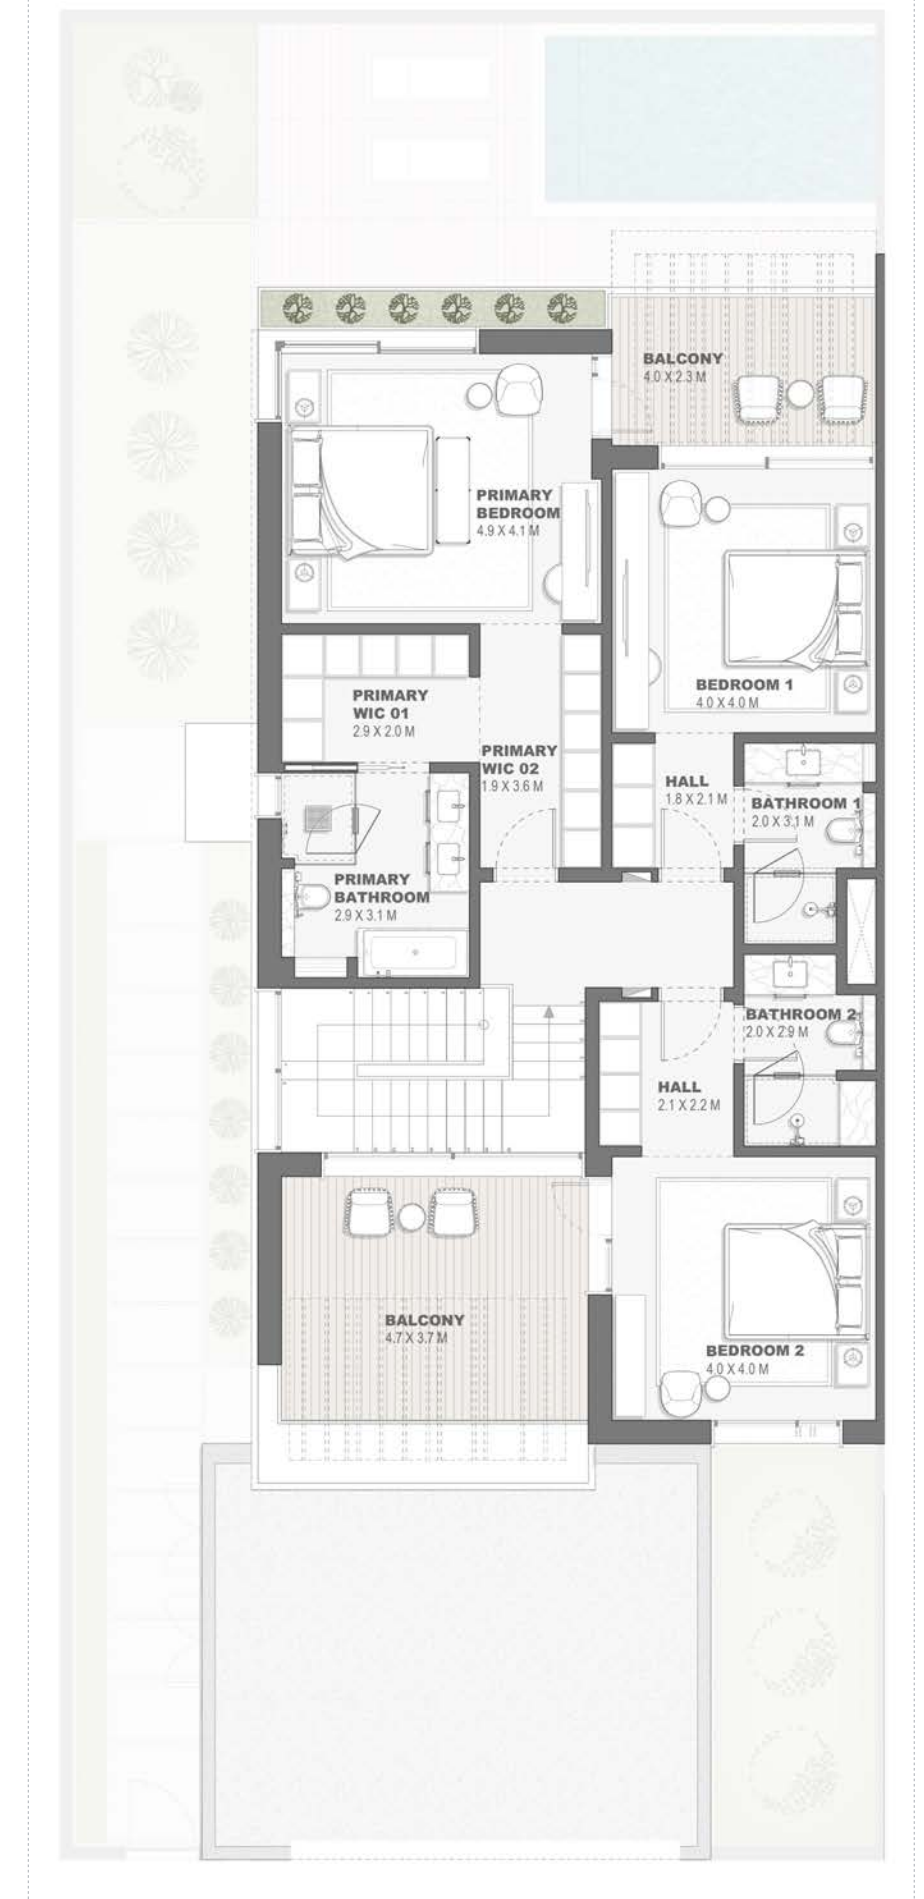 BALCONY
4.0 X 2.3 M
PRIMARY
BEDROOM
4.9 X 4.1 M
BEDROOM 1
4.0 X 4.0 M
PRIMARY
WIC 01
2.9 X 2.0 M
PRIMARY
WIC 02
1.9 X 3.6 M
HALL
1.8 X 2.1 M
BATHROOM 1
2.0 X 3.1 M
PRIMARY
BATHROOM
2.9 X 3.1 M
BATHROOM 2
2.0 X 2.9 M
HALL
2.1 X 2.2 M
BALCONY
4.7 X 3.7 M
BEDROOM 2
4.0 X 4.0 M